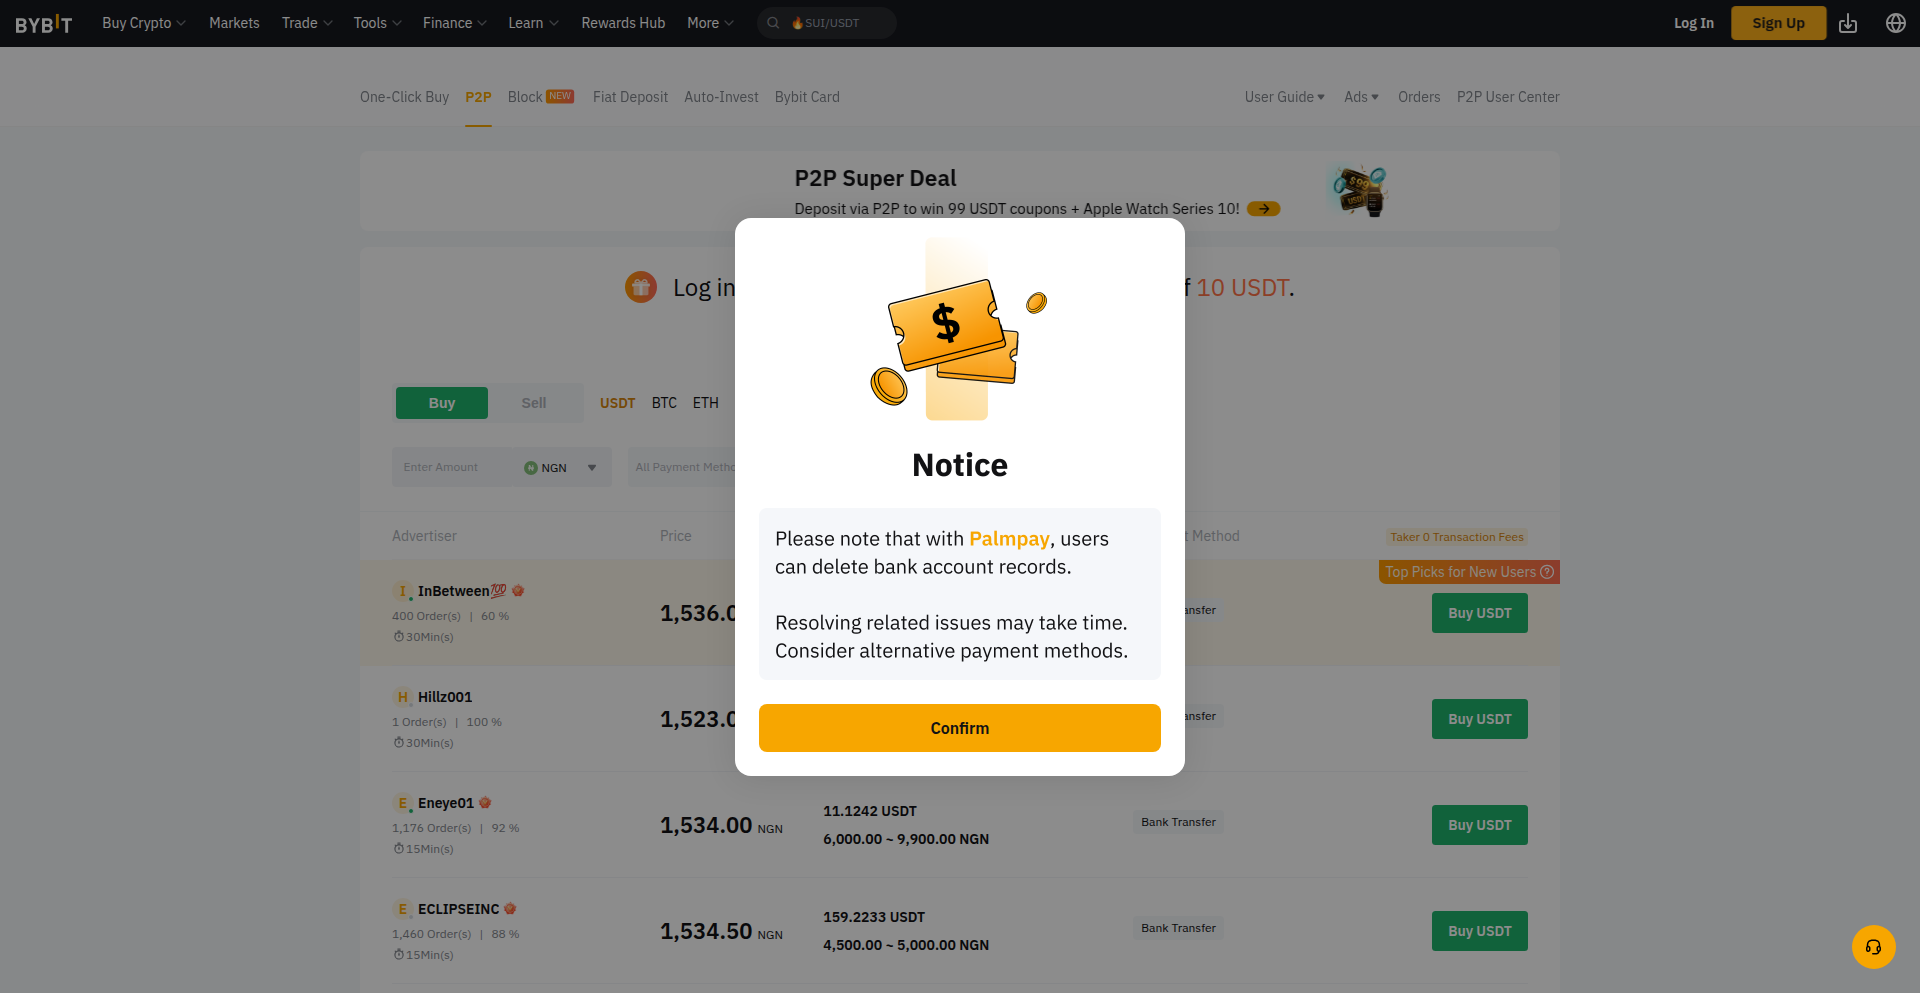 BYBIT Buy Crypto Markets Trade Tools Finance Learn Rewards Hub More 🔥SUI/USDT Log In Sign Up
One-Click Buy P2P Block NEW Fiat Deposit Auto-Invest Bybit Card User Guide Ads Orders P2P User Center
P2P Super Deal
Deposit via P2P to win 99 USDT coupons + Apple Watch Series 10!
Log in 10 USDT.
$
Buy Sell USDT BTC ETH
Enter Amount NGN All Payment
Notice
Please note that with Palmpay, users
can delete bank account records.
Resolving related issues may take time.
Consider alternative payment methods.
Confirm
Advertiser Price Method Taker 0 Transaction Fees
Top Picks for New Users
I InBetween💯
400 Order(s) | 60 %
30Min(s)
1,536.0
Buy USDT
H Hillz001
1 Order(s) | 100 %
30Min(s)
1,523.0
Buy USDT
E Eneye01
1,176 Order(s) | 92 %
15Min(s)
1,534.00 NGN
11.1242 USDT
6,000.00 ~ 9,900.00 NGN
Bank Transfer
Buy USDT
E ECLIPSEINC
1,460 Order(s) | 88 %
15Min(s)
1,534.50 NGN
159.2233 USDT
4,500.00 ~ 5,000.00 NGN
Bank Transfer
Buy USDT